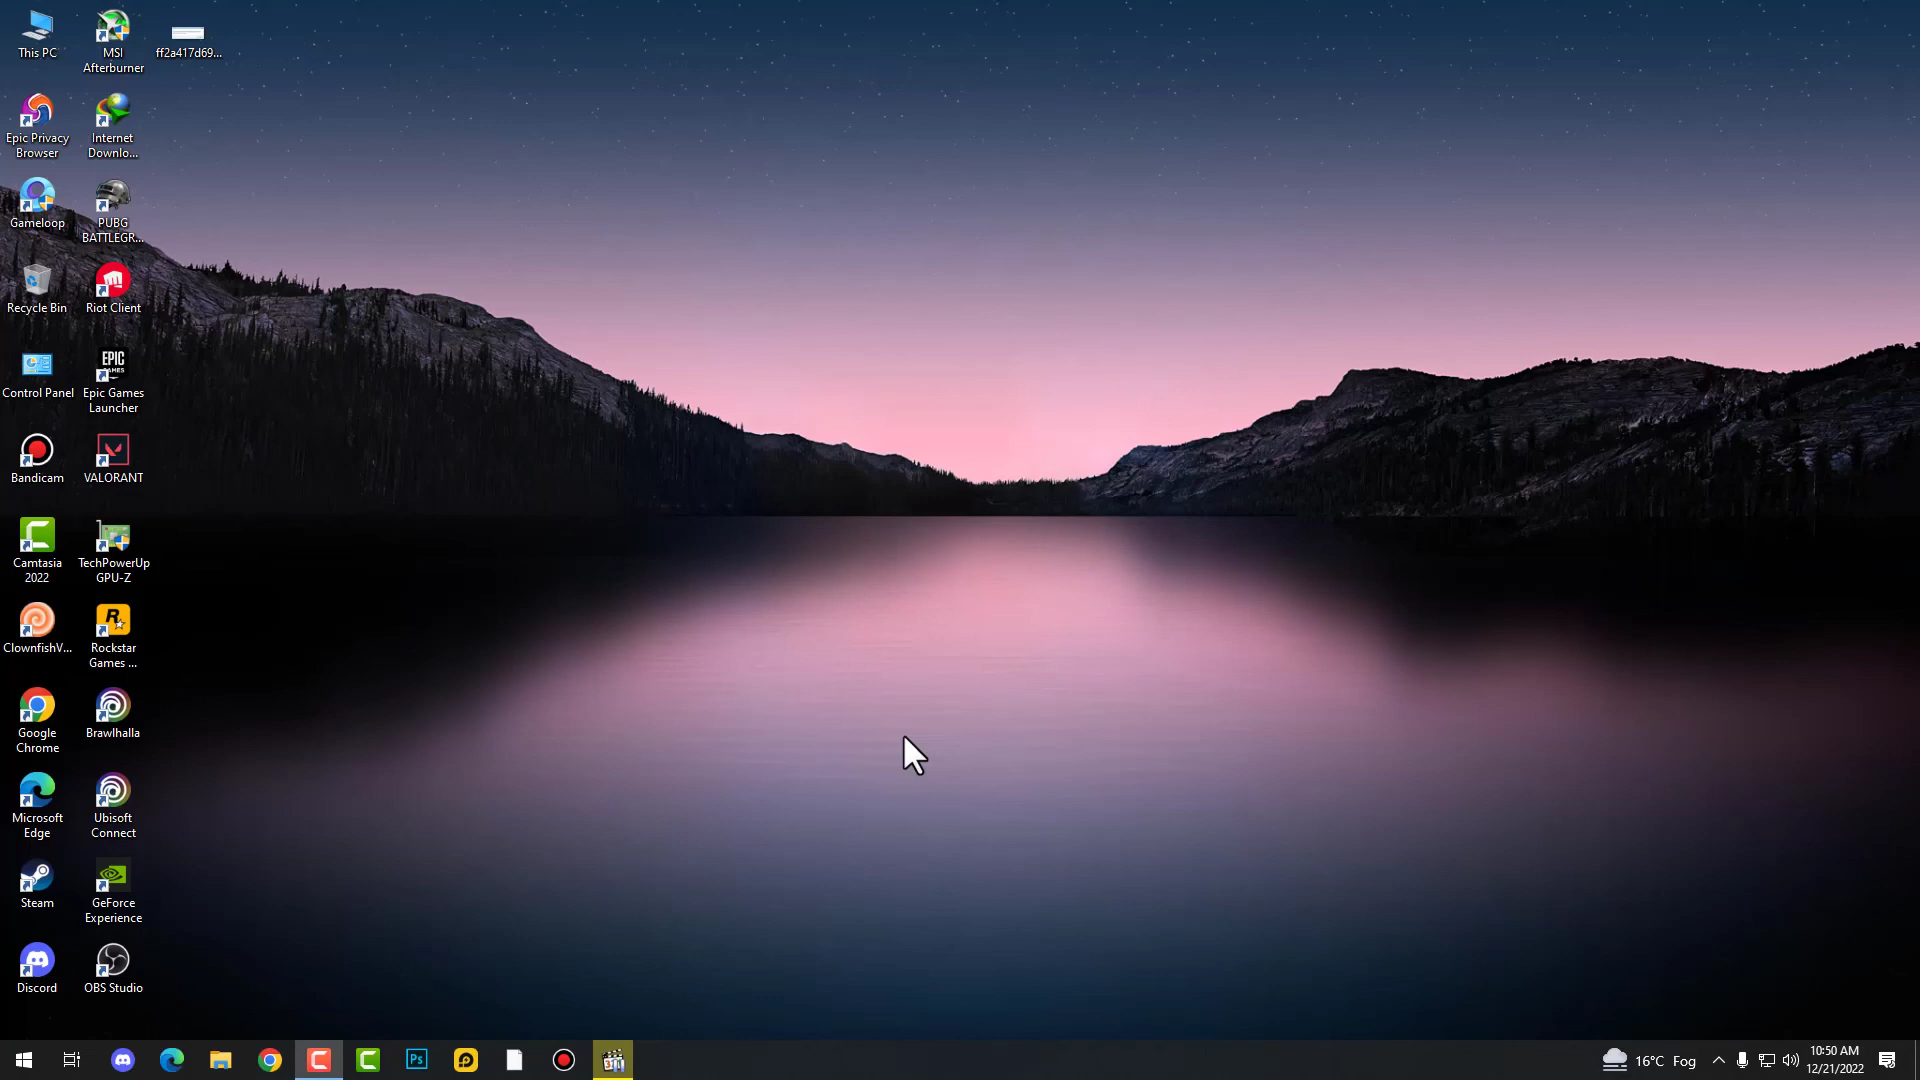 This PC
MSI
Afterburner
ff2a417d69...
Epic Privacy
Browser
Internet
Downlo...
Gameloop
PUBG
BATTLEGR...
Recycle Bin
Riot Client
Control Panel
EPIC
GAMES
Epic Games
Launcher
Bandicam
VALORANT
Camtasia
2022
TechPowerUp
GPU-Z
ClownfishV...
R
Rockstar
Games ...
Google
Chrome
Brawlhalla
Microsoft
Edge
Ubisoft
Connect
Steam
GeForce
Experience
Discord
OBS Studio
Ps
16°C Fog
10:50 AM
12/21/2022